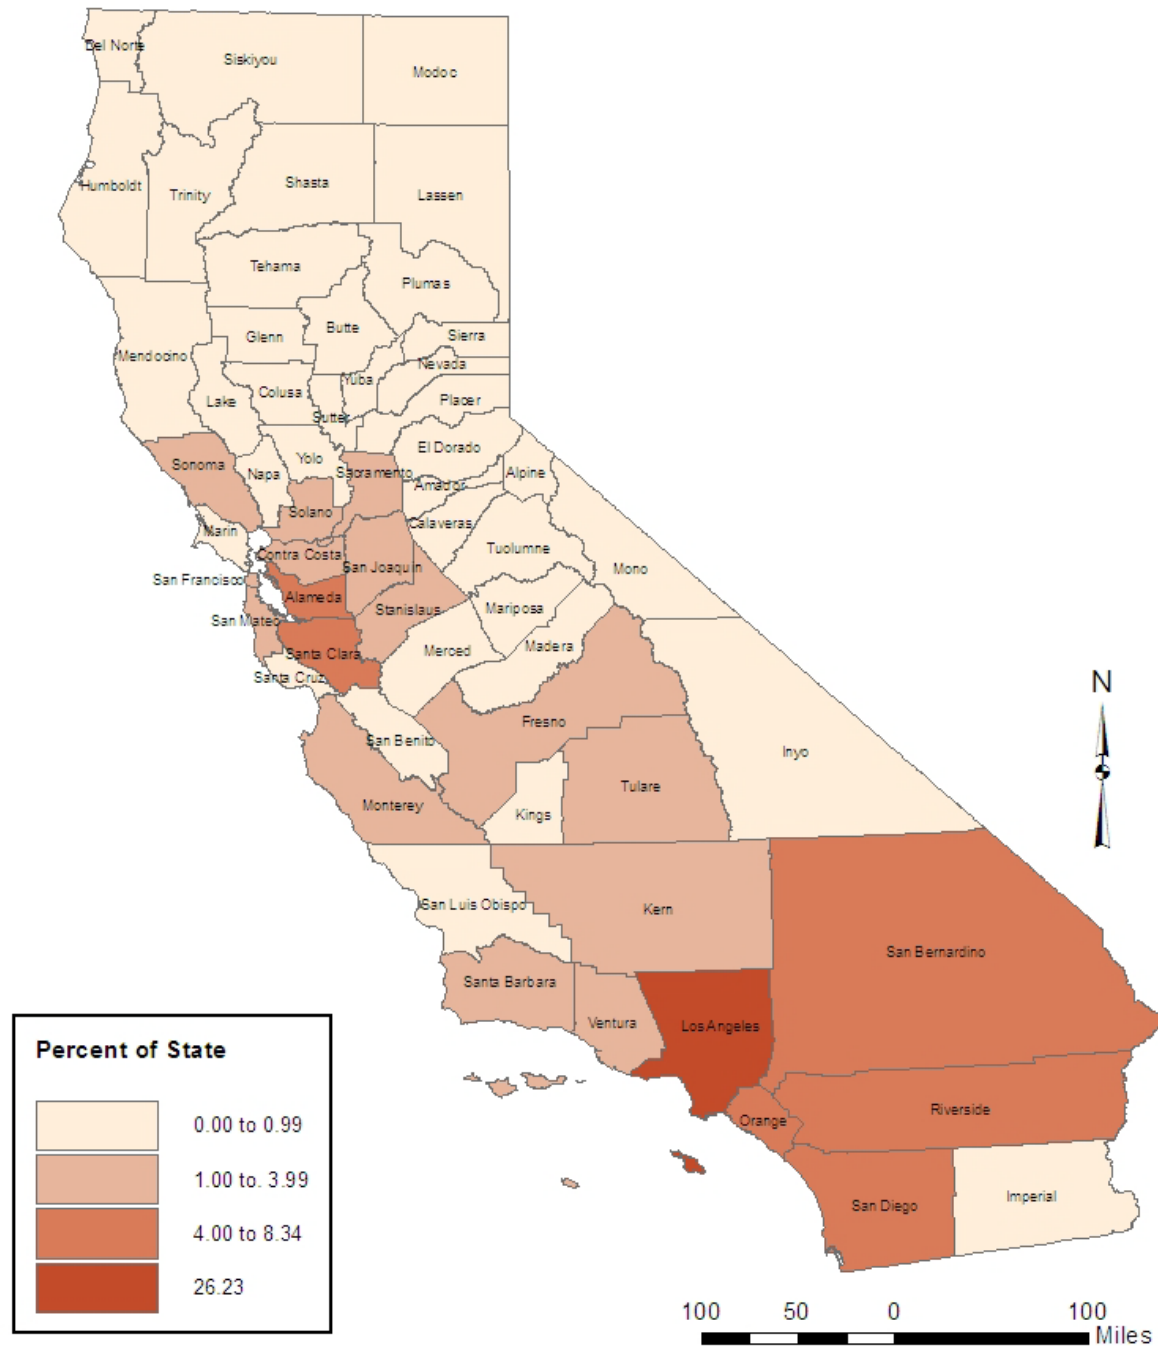 Del Norte
Siskiyou
Modoc
Humboldt
Trinity
Shasta
Lassen
Tehama
Plumas
Glenn
Butte
Sierra
Mendocino
Nevada
Yuba
Colusa
Lake
Placer
Sutter
El Dorado
Sonoma
Napa
Yolo
Sacramento
Alpine
Amador
Solano
Marin
Calaveras
Contra Costa
Tuolumne
San Joaquin
Mono
San Francisco
Alameda
Stanislaus
Mariposa
San Mateo
Santa Clara
Merced
Madera
Santa Cruz
N
Fresno
San Benito
Inyo
Monterey
Kings
Tulare
San Luis Obispo
Kern
San Bernardino
Santa Barbara
Ventura
Los Angeles
Orange
Riverside
San Diego
Imperial
Percent of State
0.00 to 0.99
1.00 to. 3.99
4.00 to 8.34
26.23
100 50 0 100
Miles